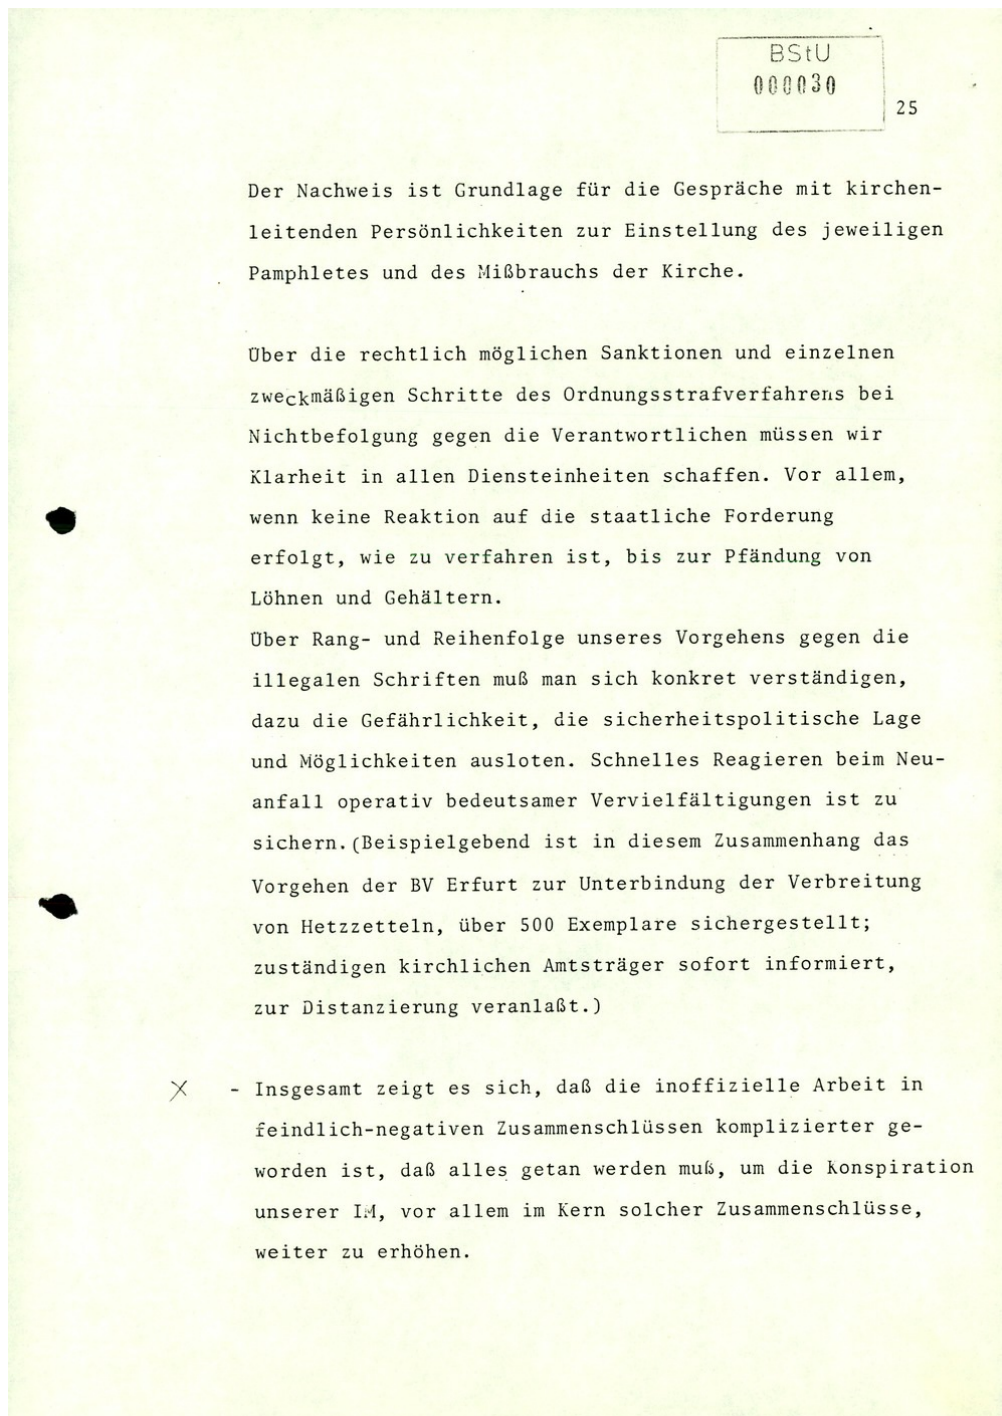 BStU
000030
25
Der Nachweis ist Grundlage für die Gespräche mit kirchen-
leitenden Persönlichkeiten zur Einstellung des jeweiligen
Pamphletes und des Mißbrauchs der Kirche.
Über die rechtlich möglichen Sanktionen und einzelnen
zweckmäßigen Schritte des Ordnungsstrafverfahrens bei
Nichtbefolgung gegen die Verantwortlichen müssen wir
Klarheit in allen Diensteinheiten schaffen. Vor allem,
wenn keine Reaktion auf die staatliche Forderung
erfolgt, wie zu verfahren ist, bis zur Pfändung von
Löhnen und Gehältern.
Über Rang- und Reihenfolge unseres Vorgehens gegen die
illegalen Schriften muß man sich konkret verständigen,
dazu die Gefährlichkeit, die sicherheitspolitische Lage
und Möglichkeiten ausloten. Schnelles Reagieren beim Neu-
anfall operativ bedeutsamer Vervielfältigungen ist zu
sichern.(Beispielgebend ist in diesem Zusammenhang das
Vorgehen der BV Erfurt zur Unterbindung der Verbreitung
von Hetzzetteln, über 500 Exemplare sichergestellt;
zuständigen kirchlichen Amtsträger sofort informiert,
zur Distanzierung veranlaßt.)
X - Insgesamt zeigt es sich, daß die inoffizielle Arbeit in
feindlich-negativen Zusammenschlüssen komplizierter ge-
worden ist, daß alles getan werden muß, um die Konspiration
unserer IM, vor allem im Kern solcher Zusammenschlüsse,
weiter zu erhöhen.